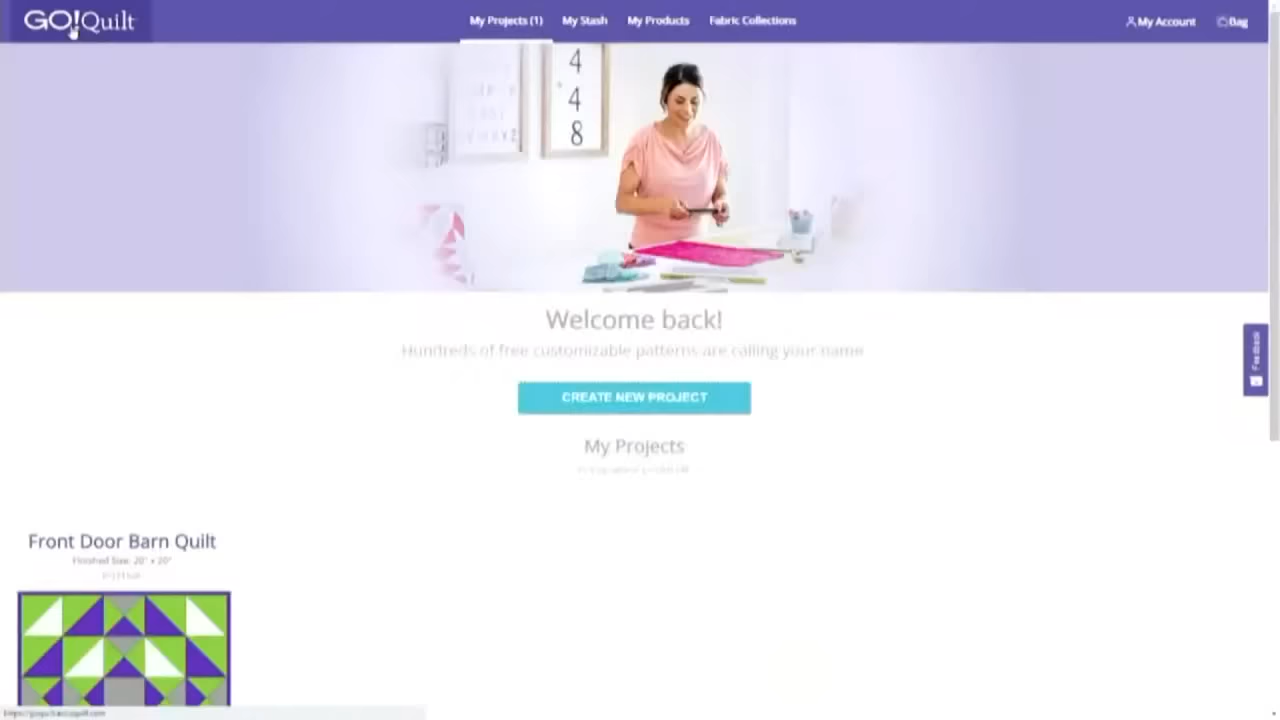 GO!Quilt
My Projects (1) My Stash My Products Fabric Collections
My Account Bag
4
4
8
Welcome back!
Hundreds of free customizable patterns are calling your name
CREATE NEW PROJECT
Feedback
My Projects
Front Door Barn Quilt
Finished Size: 20" x 20"